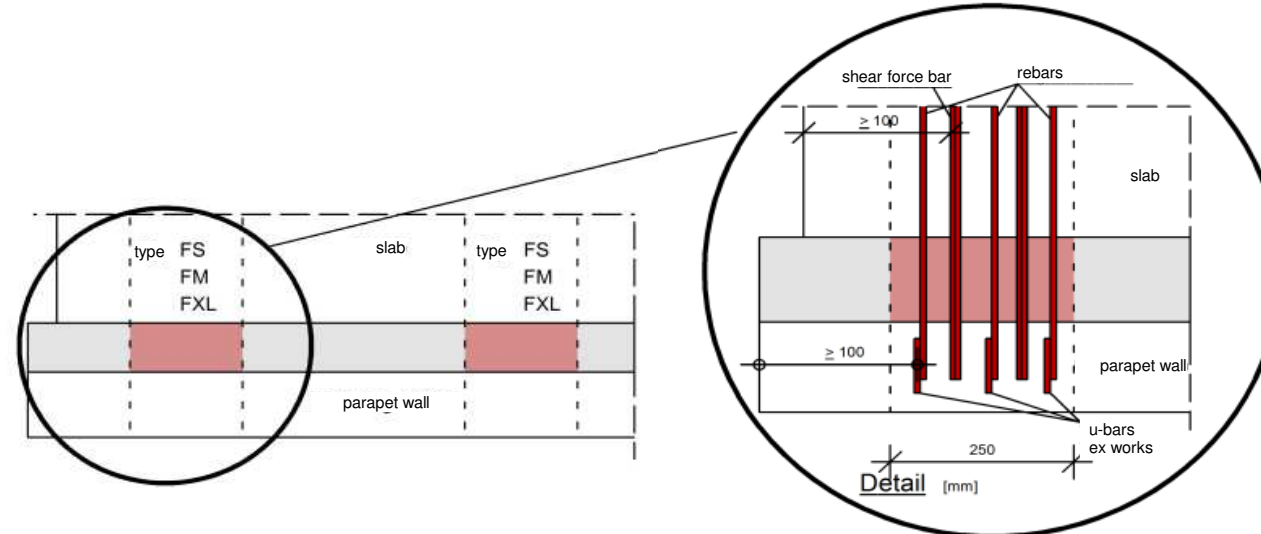 type FS
FM
FXL
slab
type FS
FM
FXL
parapet wall
shear force bar
rebars
≥ 100
slab
≥ 100
parapet wall
u-bars
ex works
250
Detail [mm]